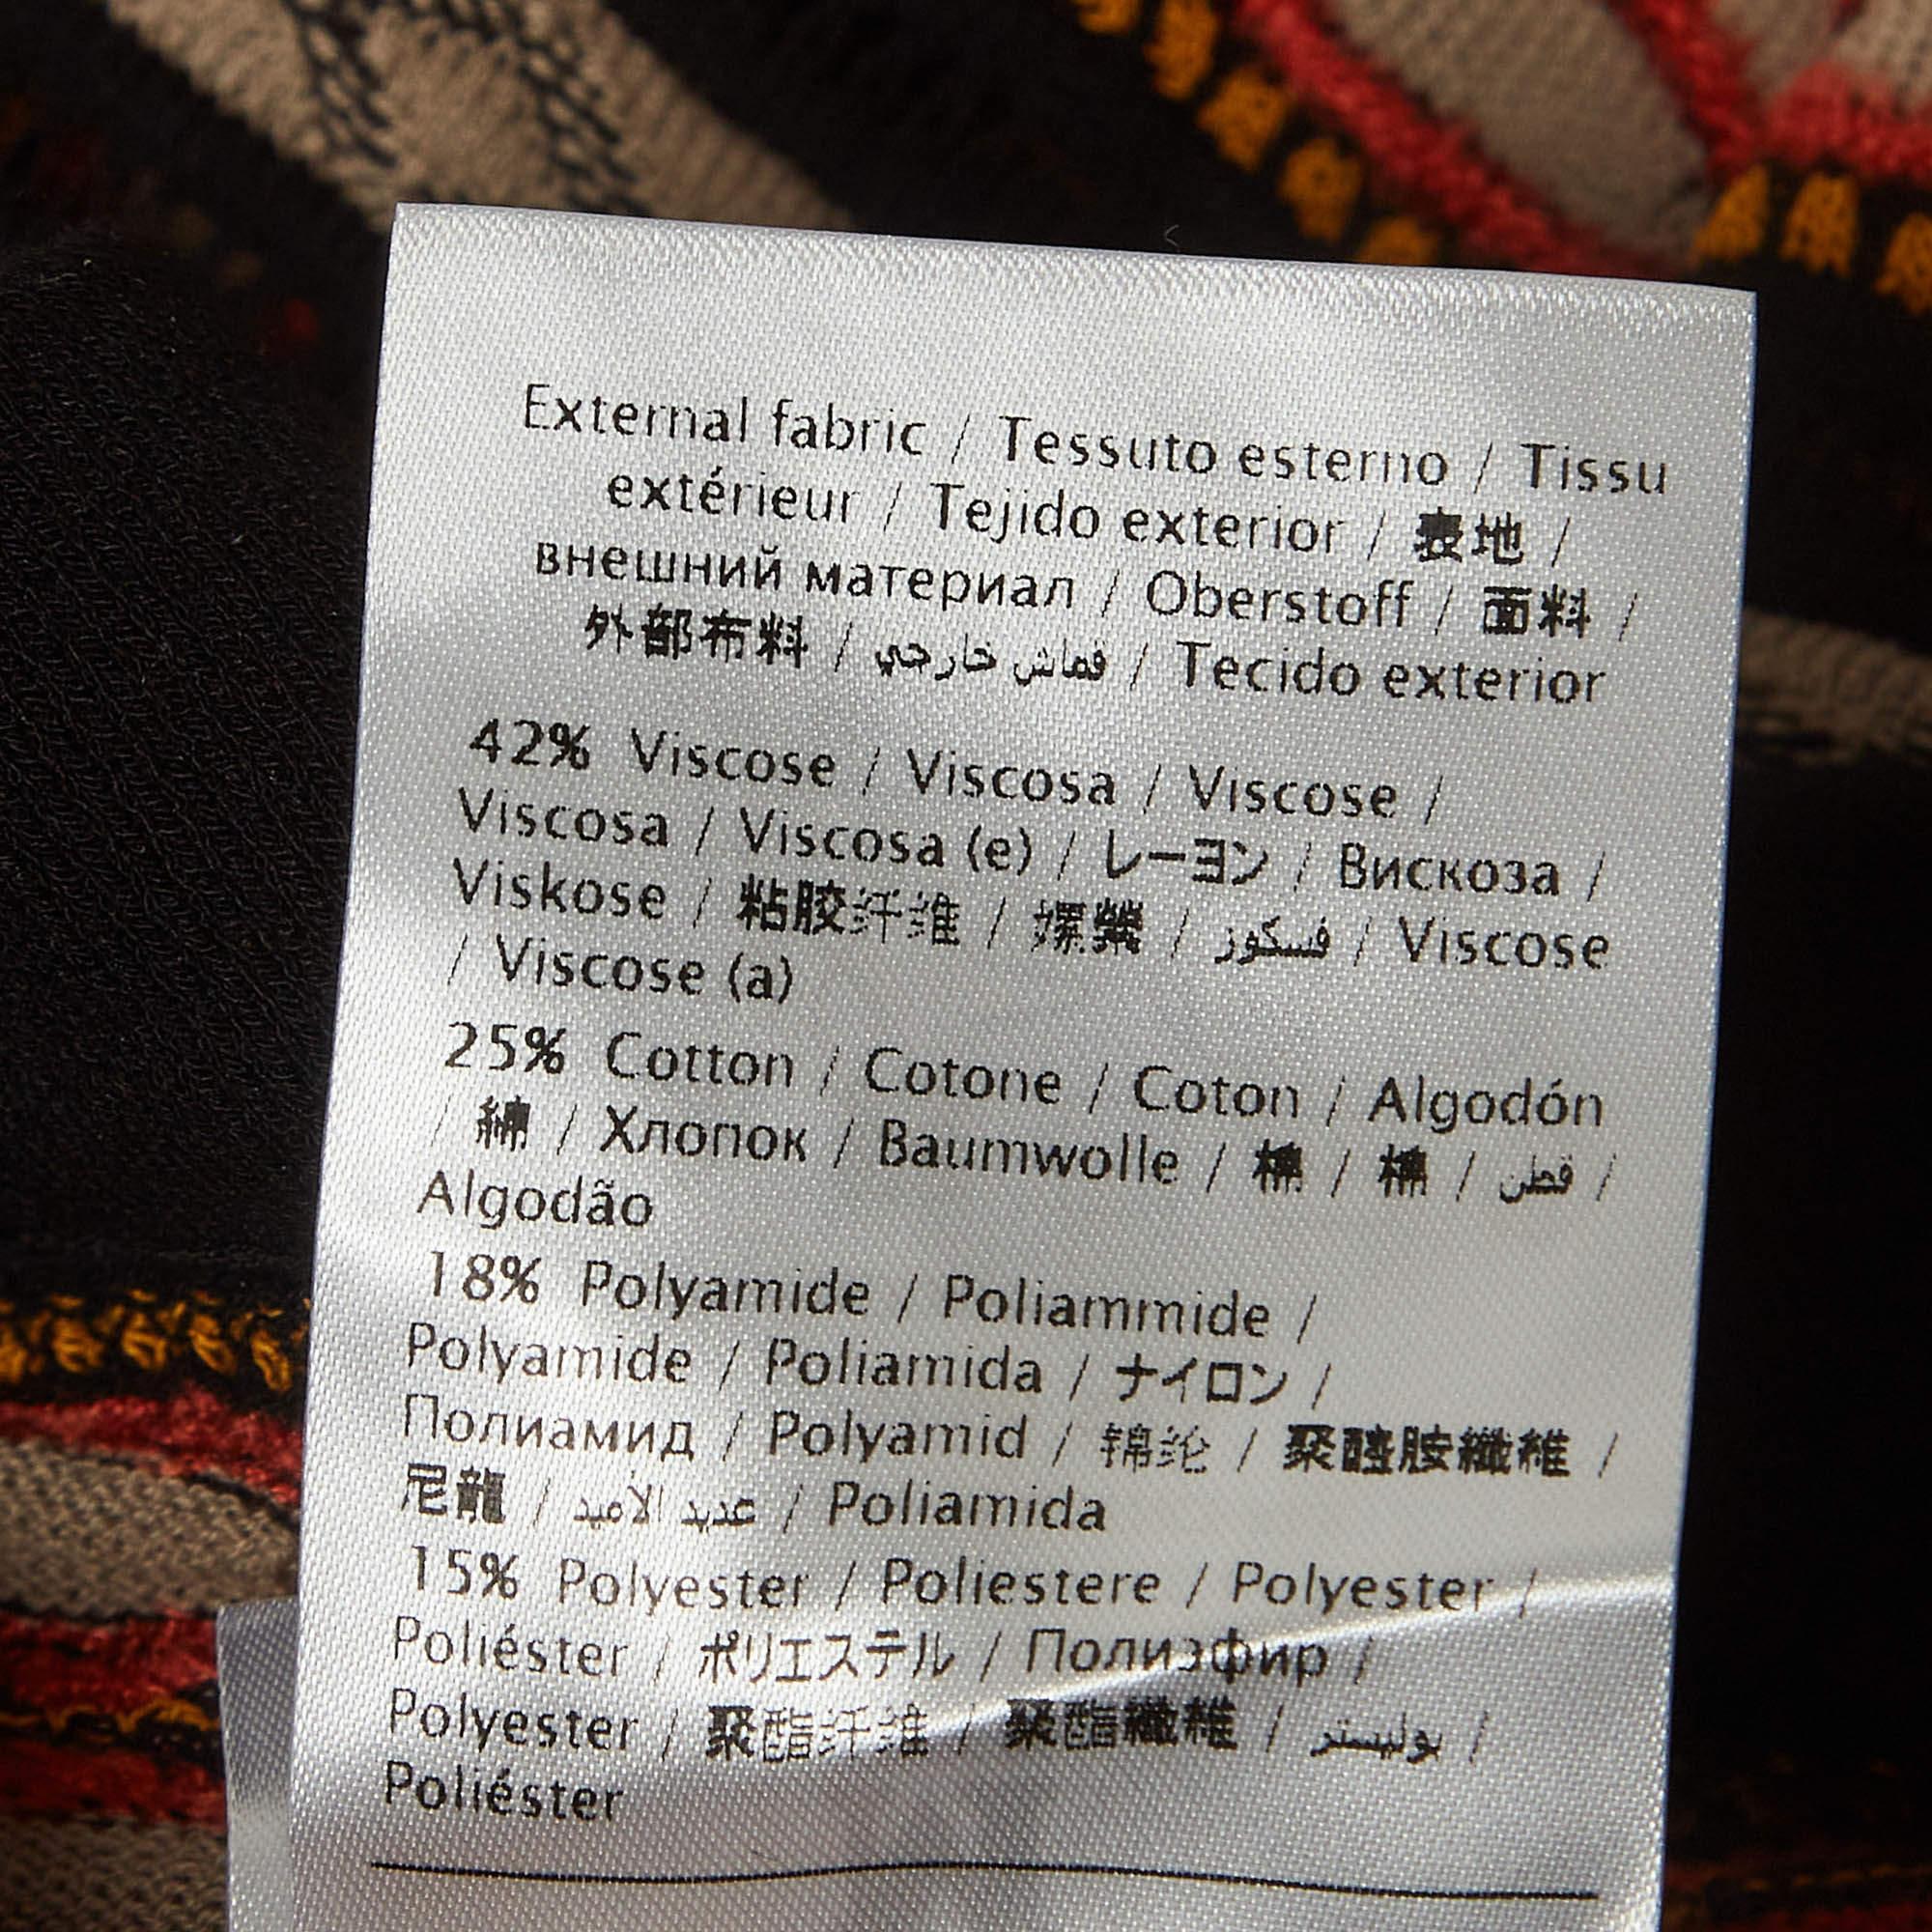 External fabric / Tessuto esterno / Tissu
extérieur / Tejido exterior / 表地 /
внешний материал / Oberstoff / 面料 /
外部布料 / قماش خارجي / Tecido exterior
42% Viscose / Viscosa / Viscose /
Viscosa / Viscosa (e) / レーヨン / Вискоза /
Viskose / 粘胶纤维 / 嫘縈 / فسكوز / Viscose
/ Viscose (a)
25% Cotton / Cotone / Coton / Algodón
/ 綿 / Хлопок / Baumwolle / 棉 / 棉 / قطن /
Algodão
18% Polyamide / Poliammide /
Polyamide / Poliamida / ナイロン /
Полиамид / Polyamid / 锦纶 / 聚醯胺纖維 /
尼龍 / عديد الأميد / Poliamida
15% Polyester / Poliestere / Polyester /
Poliéster / ポリエステル / Полиэфир /
Polyester / 聚酯纤维 / 聚酯纖維 / بوليستر /
Poliéster